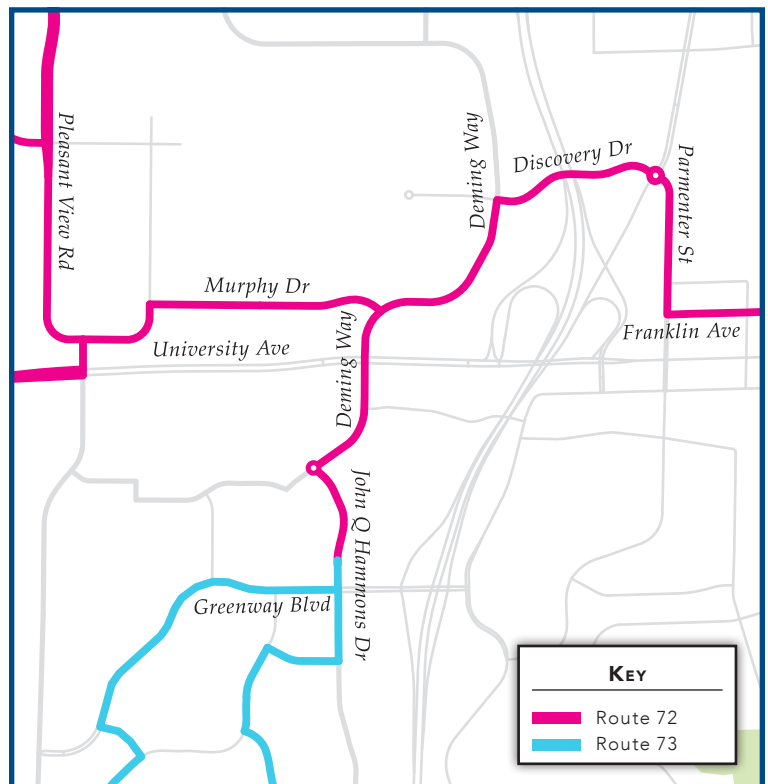 Pleasant View Rd
Deming Way
Discovery Dr
Parmenter St
Murphy Dr
University Ave
Deming Way
Franklin Ave
John Q Hammons Dr
Greenway Blvd
KEY
Route 72
Route 73